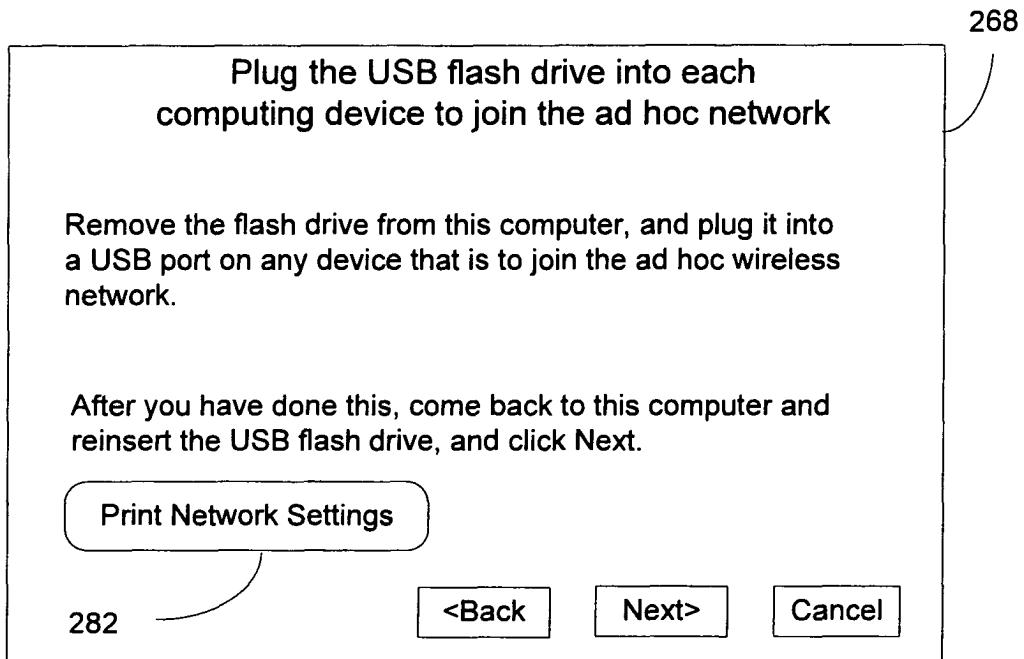 268
Plug the USB flash drive into each
computing device to join the ad hoc network
Remove the flash drive from this computer, and plug it into
a USB port on any device that is to join the ad hoc wireless
network.
After you have done this, come back to this computer and
reinsert the USB flash drive, and click Next.
Print Network Settings
282
<Back
Next>
Cancel